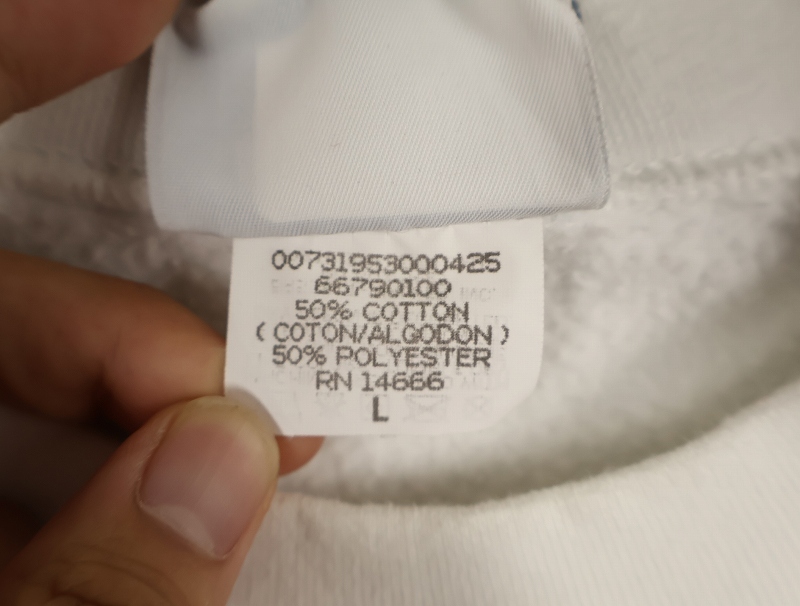 00731953000425
66790100
50% COTTON
(COTON/ALGODON)
50% POLYESTER
RN 14666
L